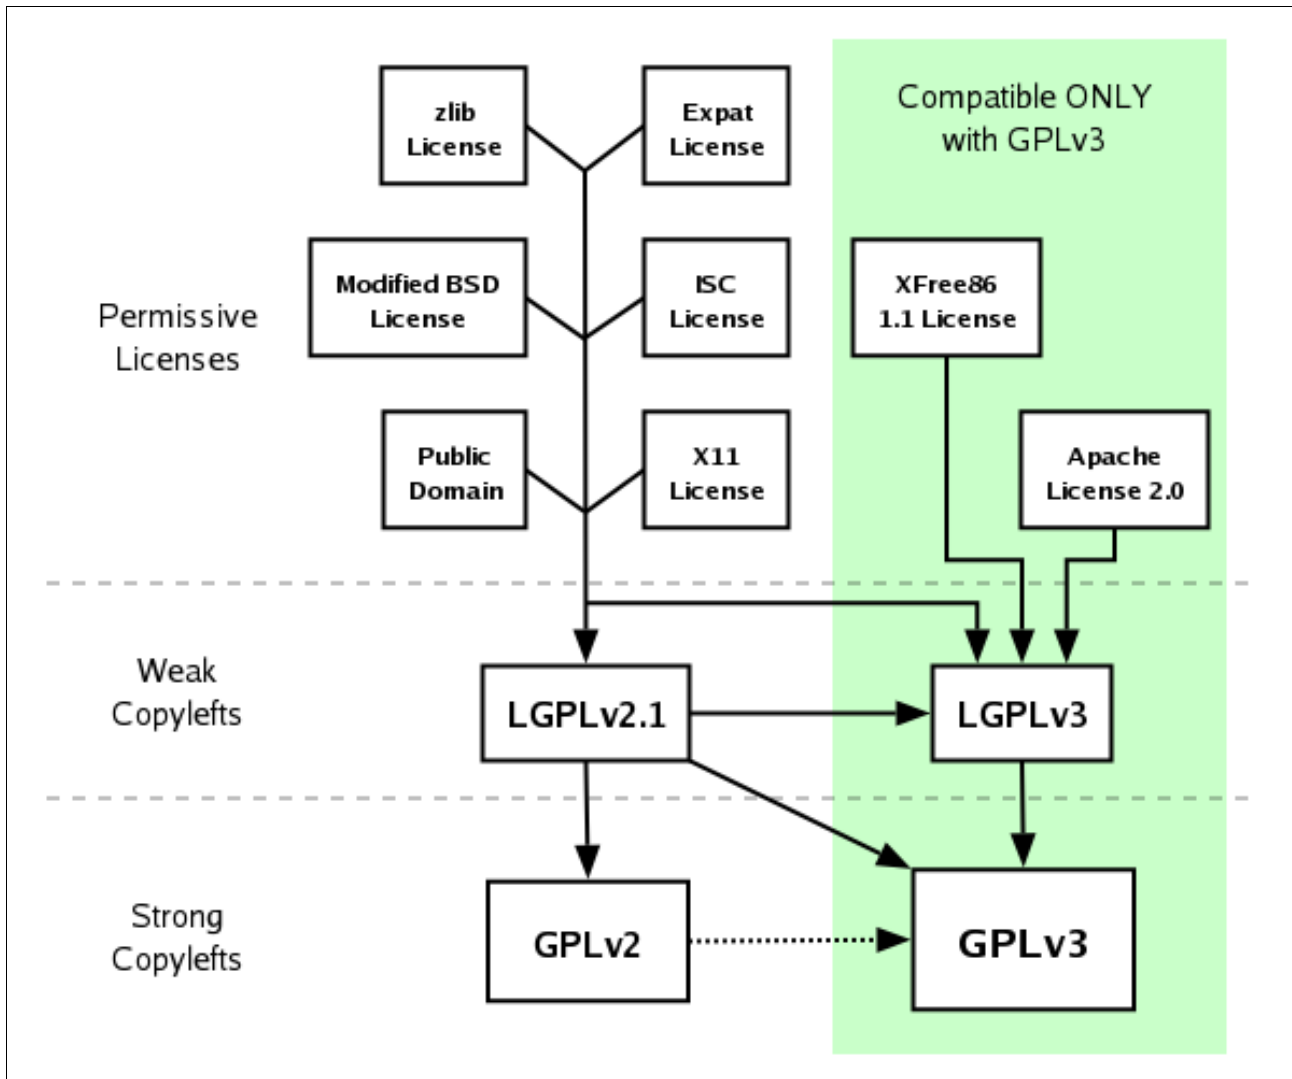 zlib
License
Expat
License
Compatible ONLY
with GPLv3
Permissive
Licenses
Modified BSD
License
ISC
License
XFree86
1.1 License
Public
Domain
X11
License
Apache
License 2.0
Weak
Copylefts
LGPLv2.1
LGPLv3
Strong
Copylefts
GPLv2
GPLv3